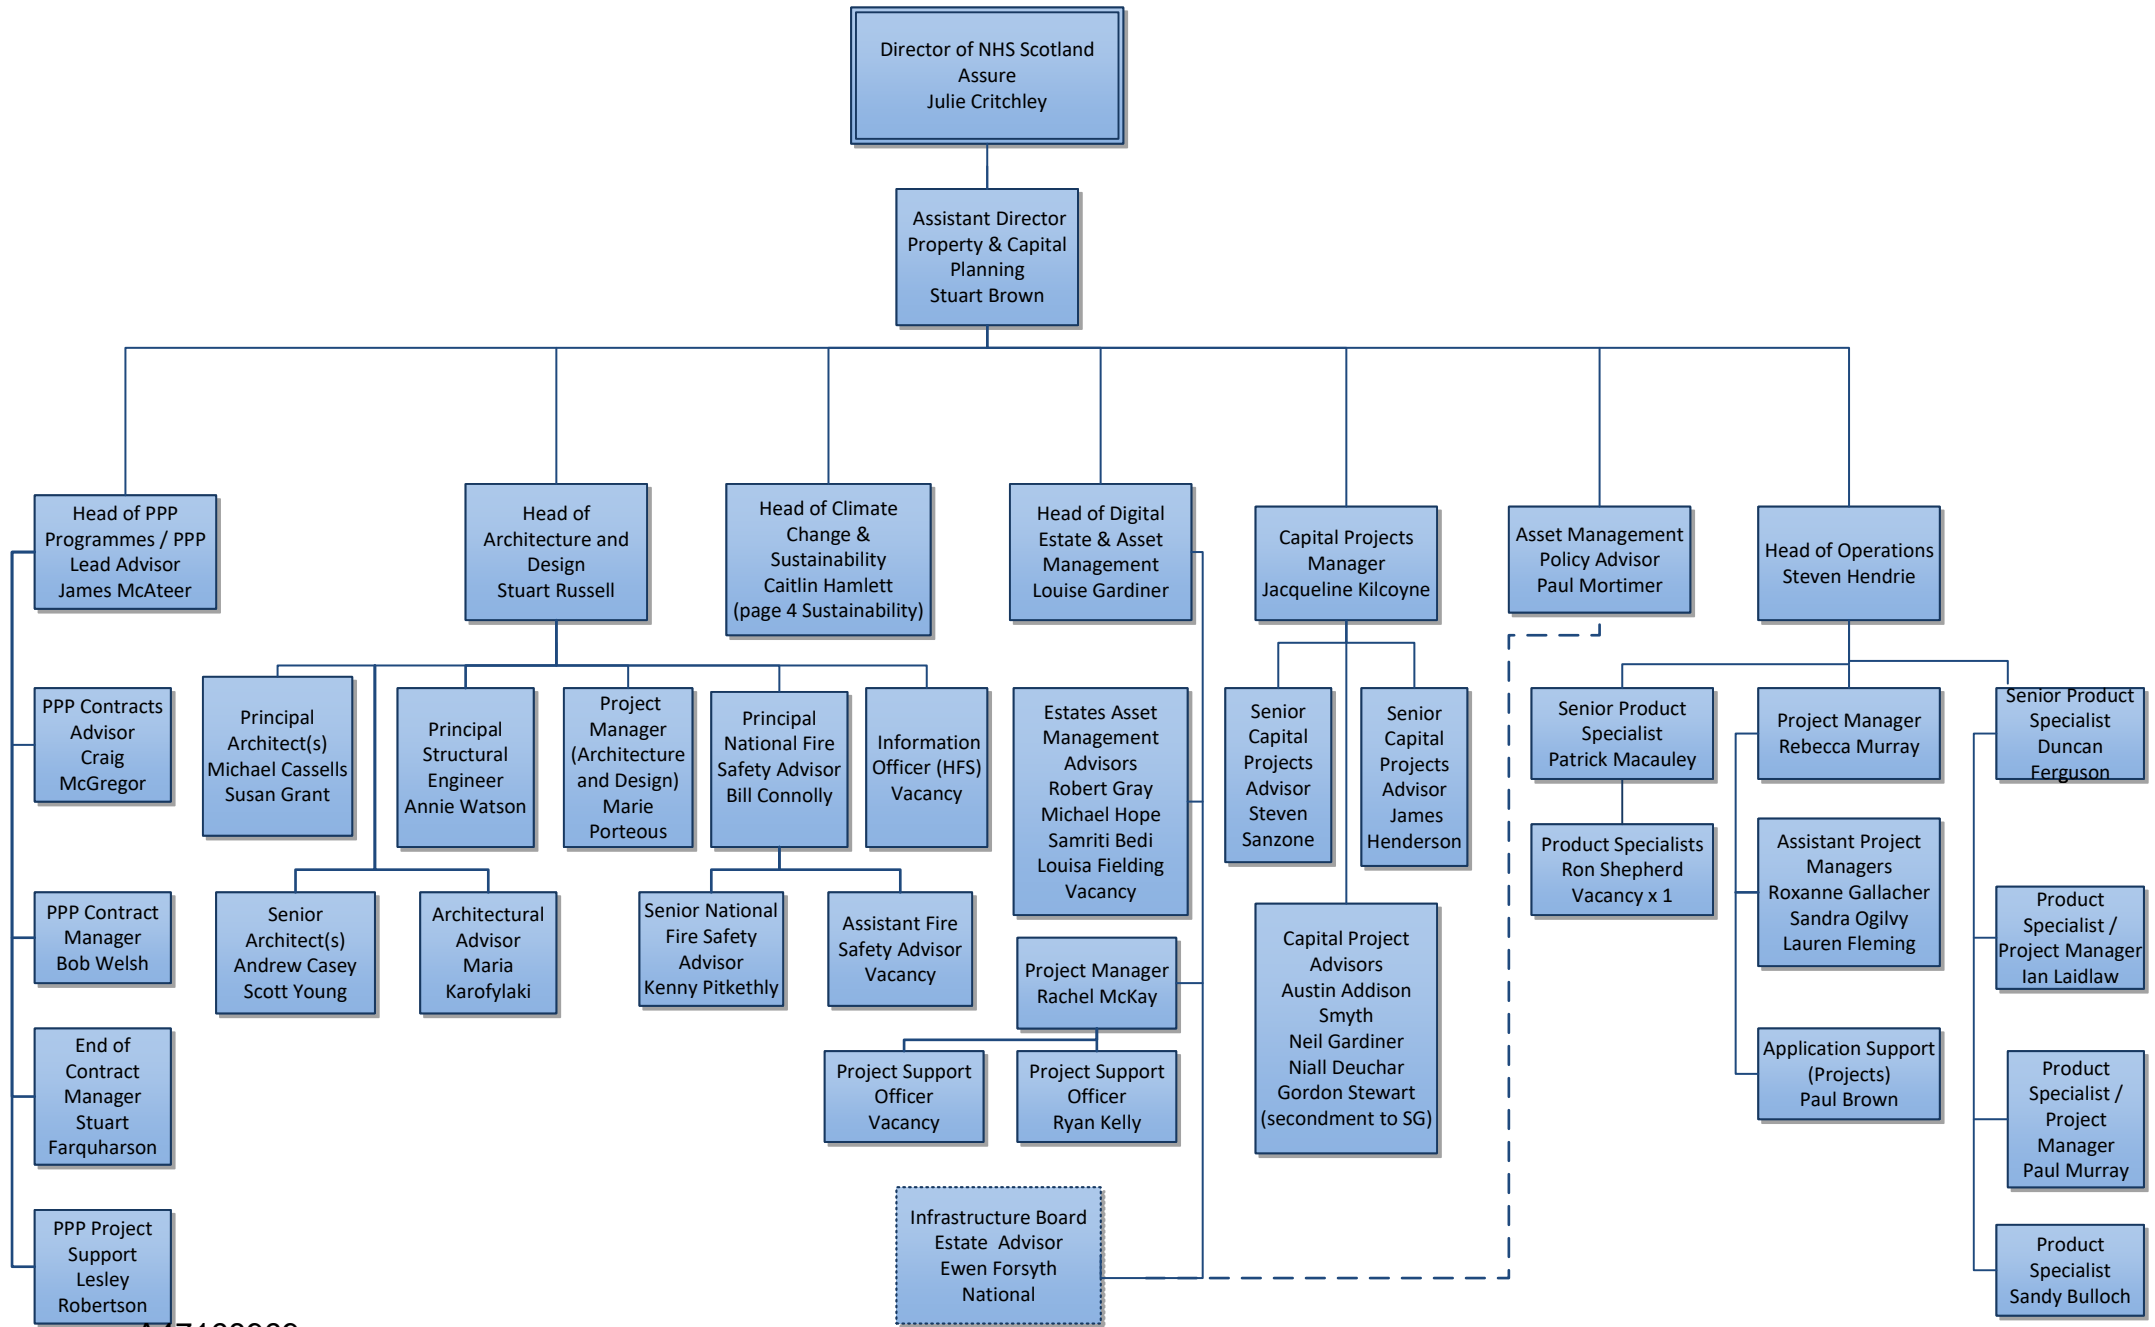 Director of NHS Scotland
Assure
Julie Critchley
Assistant Director
Property & Capital
Planning
Stuart Brown
Head of PPP
Programmes / PPP
Lead Advisor
James McAteer
Head of
Architecture and
Design
Stuart Russell
Head of Climate
Change &
Sustainability
Caitlin Hamlett
(page 4 Sustainability)
Head of Digital
Estate & Asset
Management
Louise Gardiner
Capital Projects
Manager
Jacqueline Kilcoyne
Asset Management
Policy Advisor
Paul Mortimer
Head of Operations
Steven Hendrie
PPP Contracts
Advisor
Craig
McGregor
Principal
Architect(s)
Michael Cassells
Susan Grant
Principal
Structural
Engineer
Annie Watson
Project
Manager
(Architecture
and Design)
Marie
Porteous
Principal
National Fire
Safety Advisor
Bill Connolly
Information
Officer (HFS)
Vacancy
Estates Asset
Management
Advisors
Robert Gray
Michael Hope
Samriti Bedi
Louisa Fielding
Vacancy
Senior
Capital
Projects
Advisor
Steven
Sanzone
Senior
Capital
Projects
Advisor
James
Henderson
Senior Product
Specialist
Patrick Macauley
Project Manager
Rebecca Murray
Senior Product
Specialist
Duncan
Ferguson
Product Specialists
Ron Shepherd
Vacancy x 1
Assistant Project
Managers
Roxanne Gallacher
Sandra Ogilvy
Lauren Fleming
PPP Contract
Manager
Bob Welsh
Senior
Architect(s)
Andrew Casey
Scott Young
Architectural
Advisor
Maria
Karofylaki
Senior National
Fire Safety
Advisor
Kenny Pitkethly
Assistant Fire
Safety Advisor
Vacancy
Project Manager
Rachel McKay
Capital Project
Advisors
Austin Addison
Smyth
Neil Gardiner
Niall Deuchar
Gordon Stewart
(secondment to SG)
Product
Specialist /
Project Manager
Ian Laidlaw
End of
Contract
Manager
Stuart
Farquharson
Project Support
Officer
Vacancy
Project Support
Officer
Ryan Kelly
Application Support
(Projects)
Paul Brown
Product
Specialist /
Project
Manager
Paul Murray
PPP Project
Support
Lesley
Robertson
Infrastructure Board
Estate Advisor
Ewen Forsyth
National
Product
Specialist
Sandy Bulloch